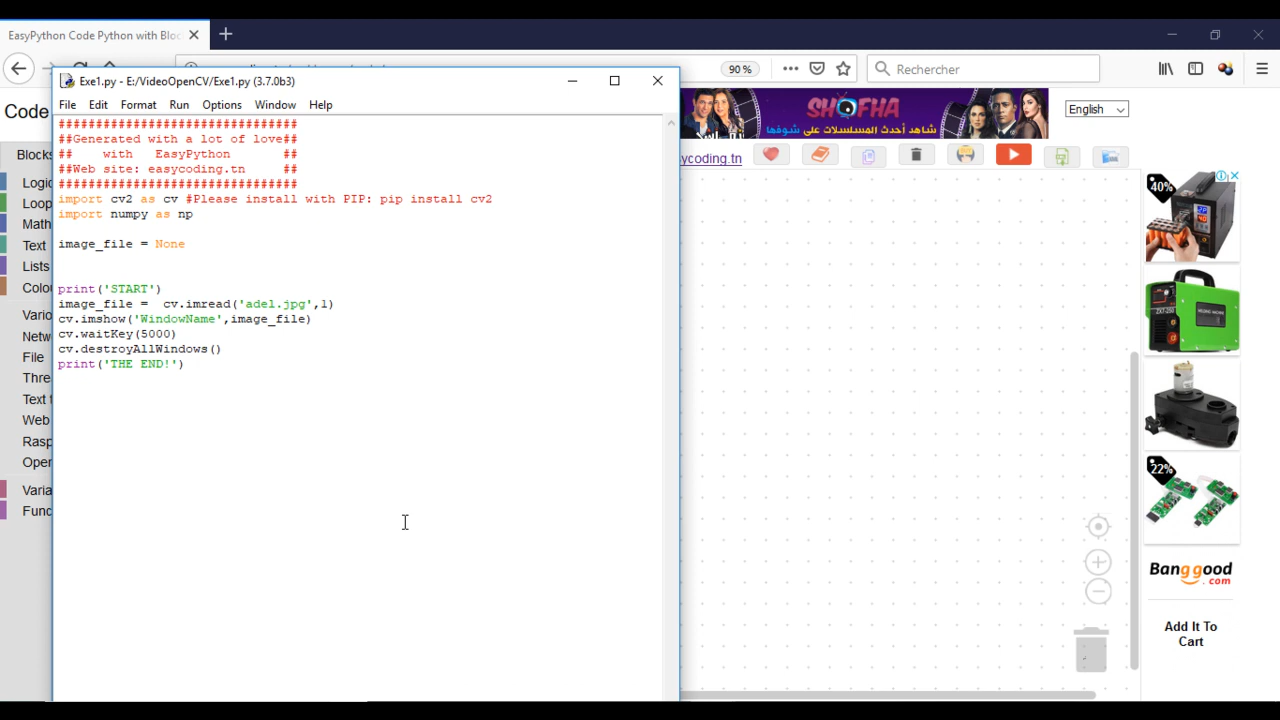 EasyPython Code Python with Bloc
90 %
Rechercher
Exe1.py - E:/VideoOpenCV/Exe1.py (3.7.0b3)
File Edit Format Run Options Window Help
################################
##Generated with a lot of love##
## with EasyPython ##
##Web site: easycoding.tn ##
################################
import cv2 as cv #Please install with PIP: pip install cv2
import numpy as np
image_file = None
print('START')
image_file = cv.imread('adel.jpg',1)
cv.imshow('WindowName',image_file)
cv.waitKey(5000)
cv.destroyAllWindows()
print('THE END!')
Code
Blocks
Logic
Loop
Math
Text
Lists
Colou
Vario
Netw
File
Thre
Text t
Web
Rasp
Open
Varia
Func
SHOFHA
شاهد أحدث المسلسلات على شوفها
English
ycoding.tn
40%
22%
Banggood
.com
Add It To
Cart